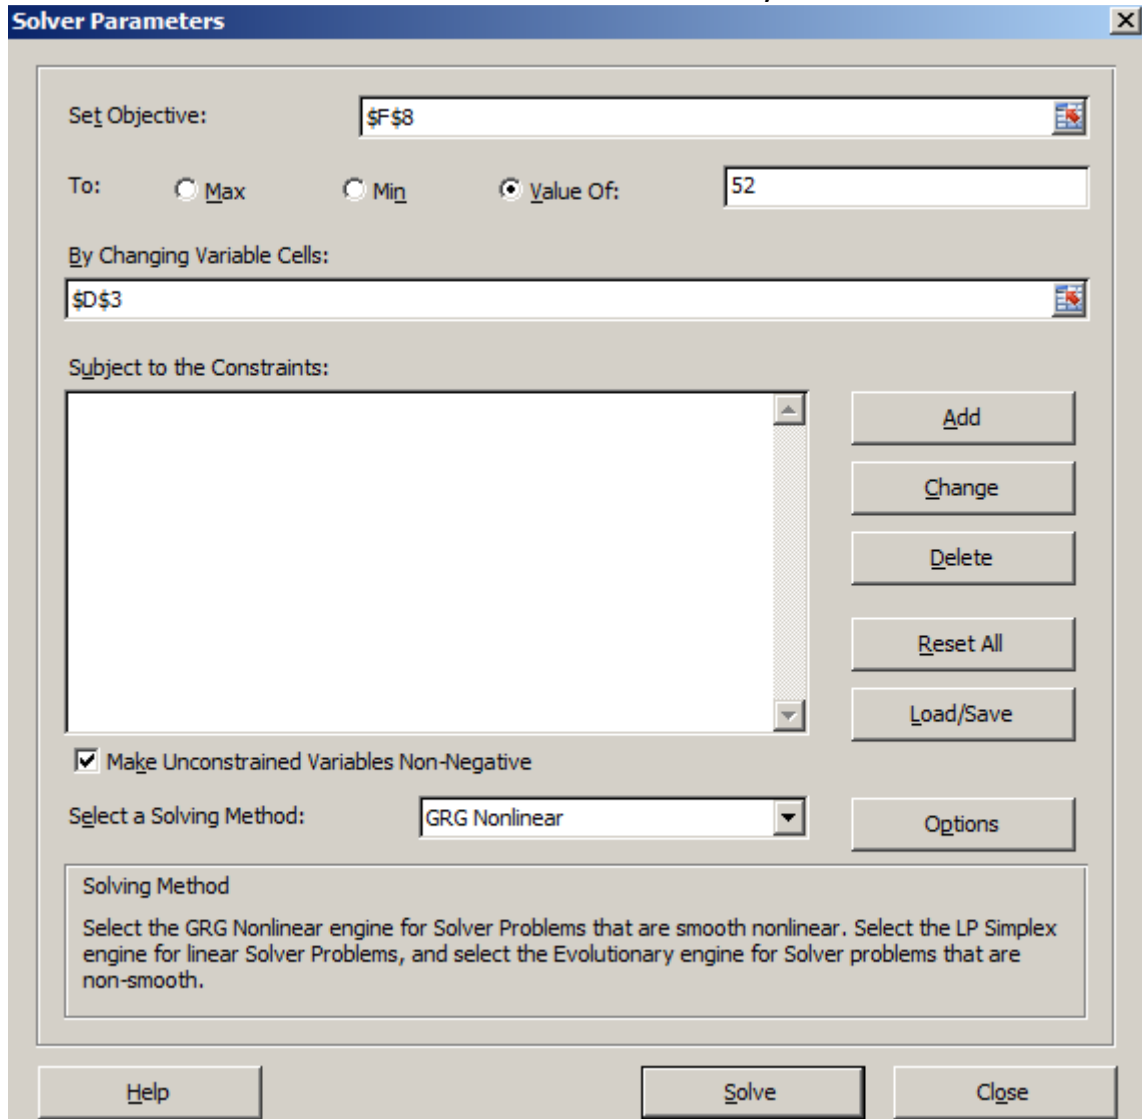 Solver Parameters
Set Objective:
$F$8
To:
Max
Min
Value Of:
52
By Changing Variable Cells:
$D$3
Subject to the Constraints:
Add
Change
Delete
Reset All
Load/Save
Make Unconstrained Variables Non-Negative
Select a Solving Method:
GRG Nonlinear
Options
Solving Method
Select the GRG Nonlinear engine for Solver Problems that are smooth nonlinear. Select the LP Simplex
engine for linear Solver Problems, and select the Evolutionary engine for Solver problems that are
non-smooth.
Help
Solve
Close